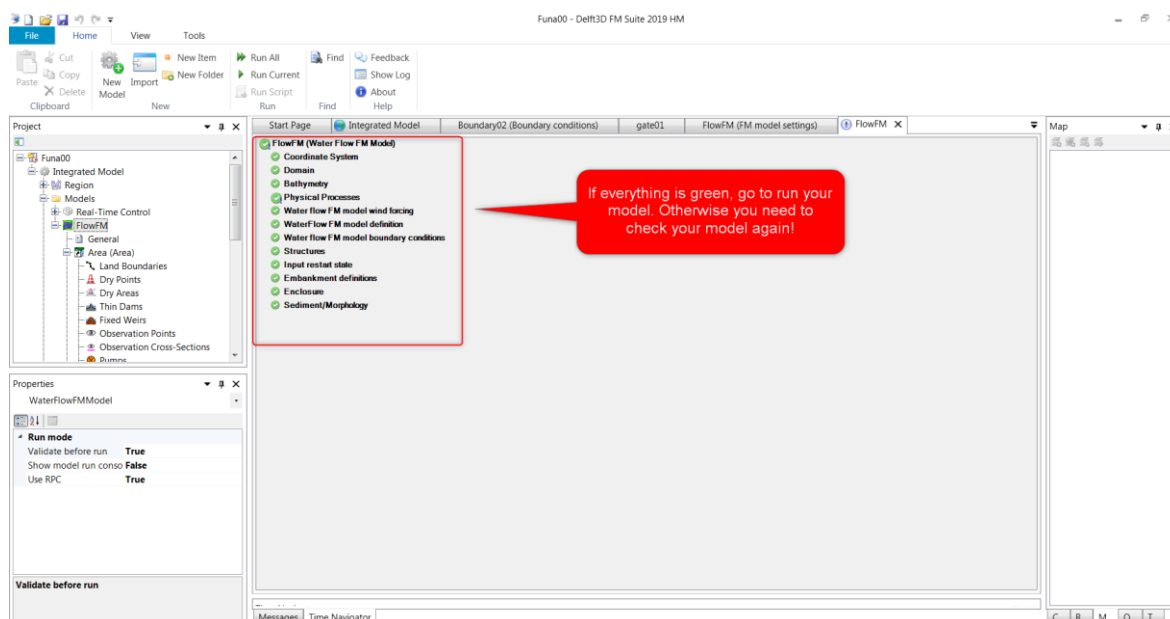 Funa00 - Delft3D FM Suite 2019 HM
File Home View Tools
Cut
Copy
Paste
Delete
Clipboard
New Model
Import
New Item
New Folder
New
Run All
Run Current
Run Script
Run
Find
Find
Feedback
Show Log
About
Help
Project
Funa00
Integrated Model
Region
Models
Real-Time Control
FlowFM
General
Area (Area)
Land Boundaries
Dry Points
Dry Areas
Thin Dams
Fixed Weirs
Observation Points
Observation Cross-Sections
Pumps
Properties
WaterFlowFMModel
Run mode
Validate before run True
Show model run conso False
Use RPC True
Validate before run
Start Page Integrated Model Boundary02 (Boundary conditions) gate01 FlowFM (FM model settings) FlowFM
FlowFM (Water Flow FM Model)
Coordinate System
Domain
Bathymetry
Physical Processes
Water flow FM model wind forcing
WaterFlow FM model definition
Water flow FM model boundary conditions
Structures
Input restart state
Embankment definitions
Enclosure
Sediment/Morphology
If everything is green, go to run your
model. Otherwise you need to
check your model again!
Messages Time Navigator
Map
C R M O T